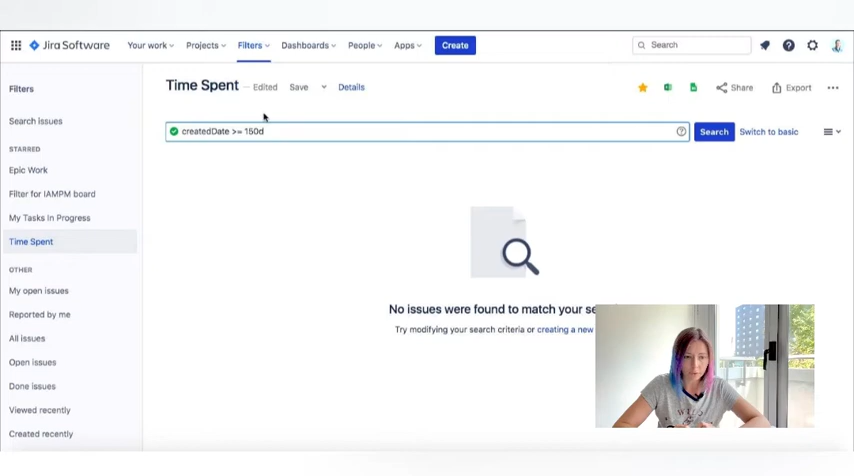 Jira Software
Your work
Projects
Filters
Dashboards
People
Apps
Create
Search
Filters
Time Spent
Edited
Save
Details
Share
Export
Search issues
createdDate >= 150d
Search
Switch to basic
STARRED
Epic Work
Filter for IAMPM board
My Tasks In Progress
Time Spent
OTHER
My open issues
Reported by me
All issues
Open issues
Done issues
Viewed recently
Created recently
No issues were found to match your se
Try modifying your search criteria or creating a new